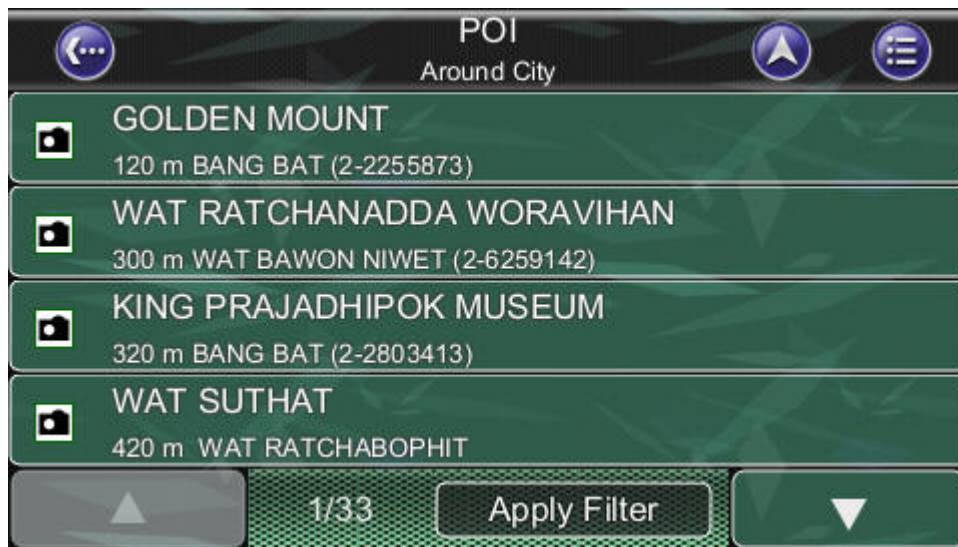 POI
Around City
GOLDEN MOUNT
120 m BANG BAT (2-2255873)
WAT RATCHANADDA WORAVIHAN
300 m WAT BAWON NIWET (2-6259142)
KING PRAJADHIPOK MUSEUM
320 m BANG BAT (2-2803413)
WAT SUTHAT
420 m WAT RATCHABOPHIT
1/33 Apply Filter